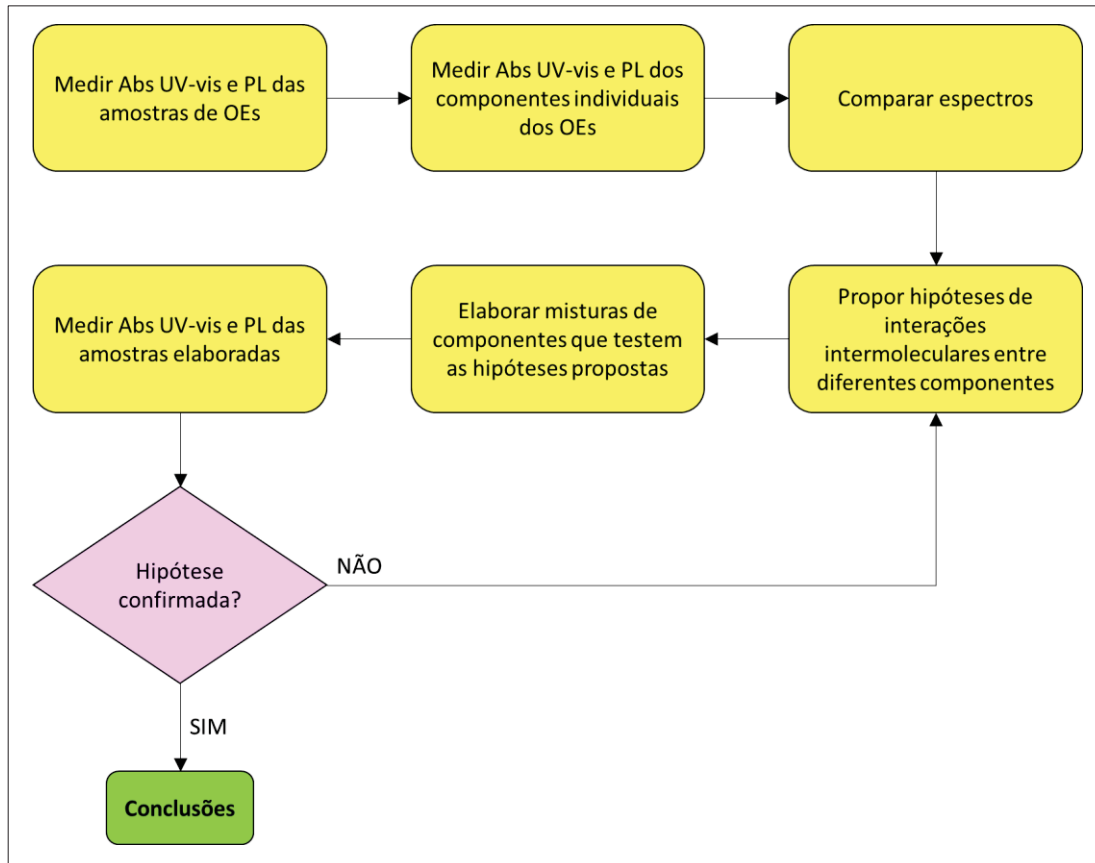 Medir Abs UV-vis e PL das
amostras de OEs
Medir Abs UV-vis e PL dos
componentes individuais
dos OEs
Comparar espectros
Propor hipóteses de
interações
intermoleculares entre
diferentes componentes
Elaborar misturas de
componentes que testem
as hipóteses propostas
Medir Abs UV-vis e PL das
amostras elaboradas
Hipótese
confirmada?
NÃO
SIM
Conclusões